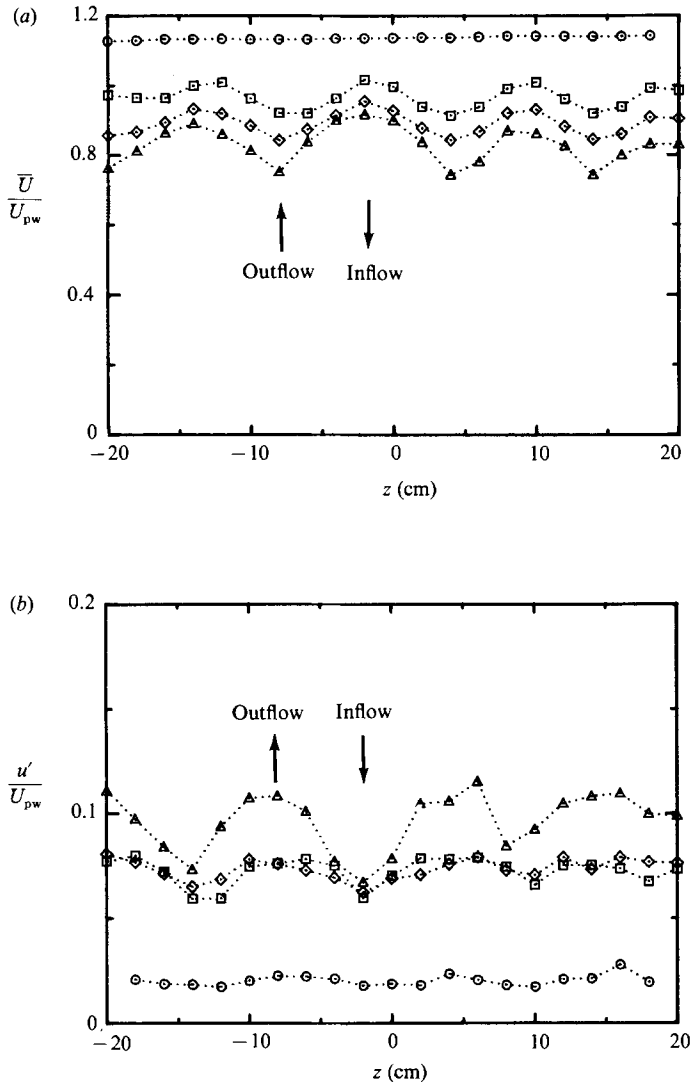 (a)
1.2
0.8
0.4
0
U̅
U_pw
Outflow
Inflow
−20
−10
0
10
20
z (cm)
(b)
0.2
0.1
0
u′
U_pw
Outflow
Inflow
−20
−10
0
10
20
z (cm)